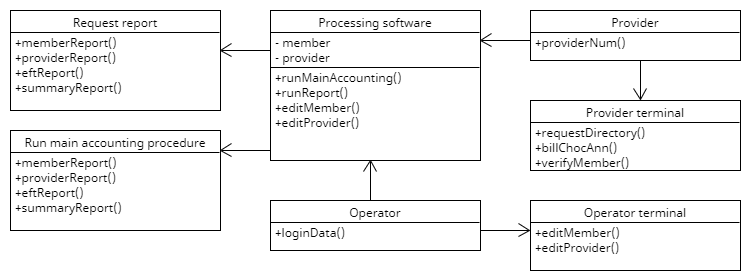 Request report
+memberReport()
+providerReport()
+eftReport()
+summaryReport()
Processing software
- member
- provider
+runMainAccounting()
+runReport()
+editMember()
+editProvider()
Provider
+providerNum()
Provider terminal
+requestDirectory()
+billChocAnn()
+verifyMember()
Run main accounting procedure
+memberReport()
+providerReport()
+eftReport()
+summaryReport()
Operator
+loginData()
Operator terminal
+editMember()
+editProvider()